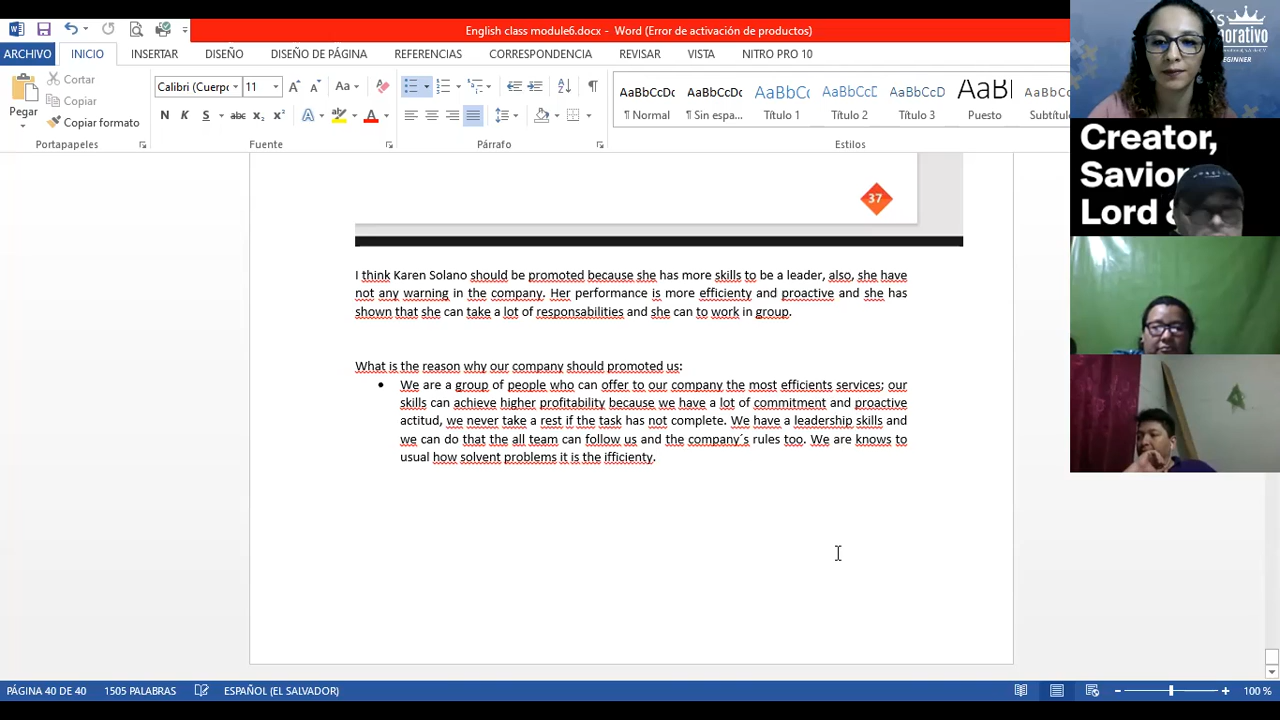 English class module6.docx - Word (Error de activación de productos)
ARCHIVO INICIO INSERTAR DISEÑO DISEÑO DE PÁGINA REFERENCIAS CORRESPONDENCIA REVISAR VISTA NITRO PRO 10
Cortar
Copiar
Copiar formato
Pegar
Portapapeles
Calibri (Cuerpo 11
Fuente
Párrafo
AaBbCcDc AaBbCcDc AaBbCc AaBbCcD AaBbCcD AaBl AaBbCcD
¶ Normal ¶ Sin espa... Título 1 Título 2 Título 3 Puesto Subtítulo
Estilos
37
I think Karen Solano should be promoted because she has more skills to be a leader, also, she have
not any warning in the company. Her performance is more efficienty and proactive and she has
shown that she can take a lot of responsabilities and she can to work in group.
What is the reason why our company should promoted us:
• We are a group of people who can offer to our company the most efficients services; our
skills can achieve higher profitability because we have a lot of commitment and proactive
actitud, we never take a rest if the task has not complete. We have a leadership skills and
we can do that the all team can follow us and the company´s rules too. We are knows to
usual how solvent problems it is the ifficienty.
PÁGINA 40 DE 40 1505 PALABRAS ESPAÑOL (EL SALVADOR) 100 %
Creator,
Savior,
Lord &